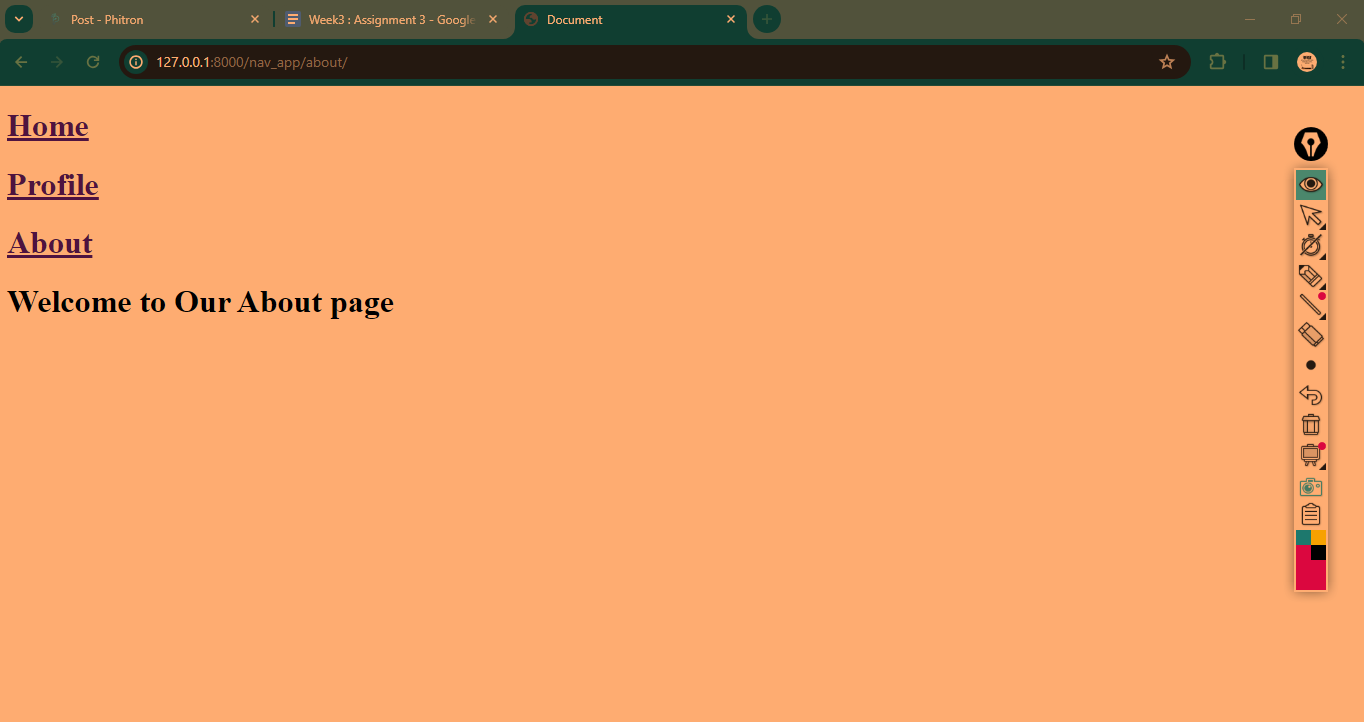 Post - Phitron
Week3 : Assignment 3 - Google
Document
127.0.0.1:8000/nav_app/about/
Home
Profile
About
Welcome to Our About page